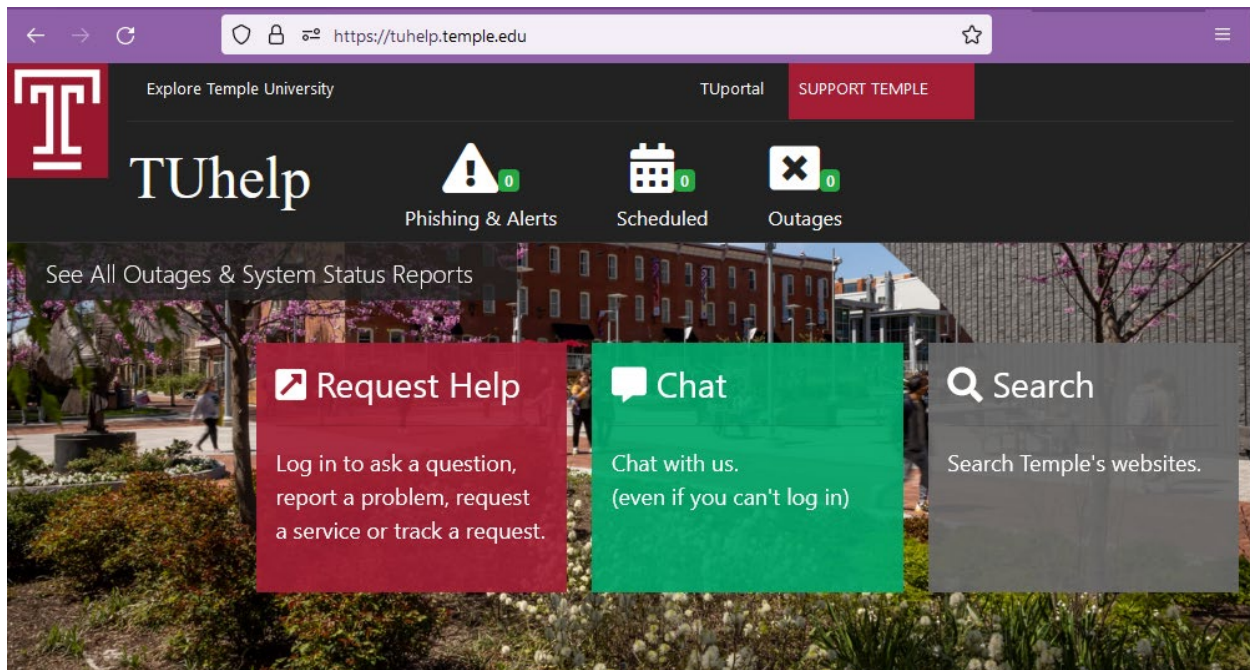 https://tuhelp.temple.edu
Explore Temple University
TUportal
SUPPORT TEMPLE
TUhelp
0
Phishing & Alerts
0
Scheduled
0
Outages
See All Outages & System Status Reports
Request Help
Log in to ask a question,
report a problem, request
a service or track a request.
Chat
Chat with us.
(even if you can't log in)
Search
Search Temple's websites.